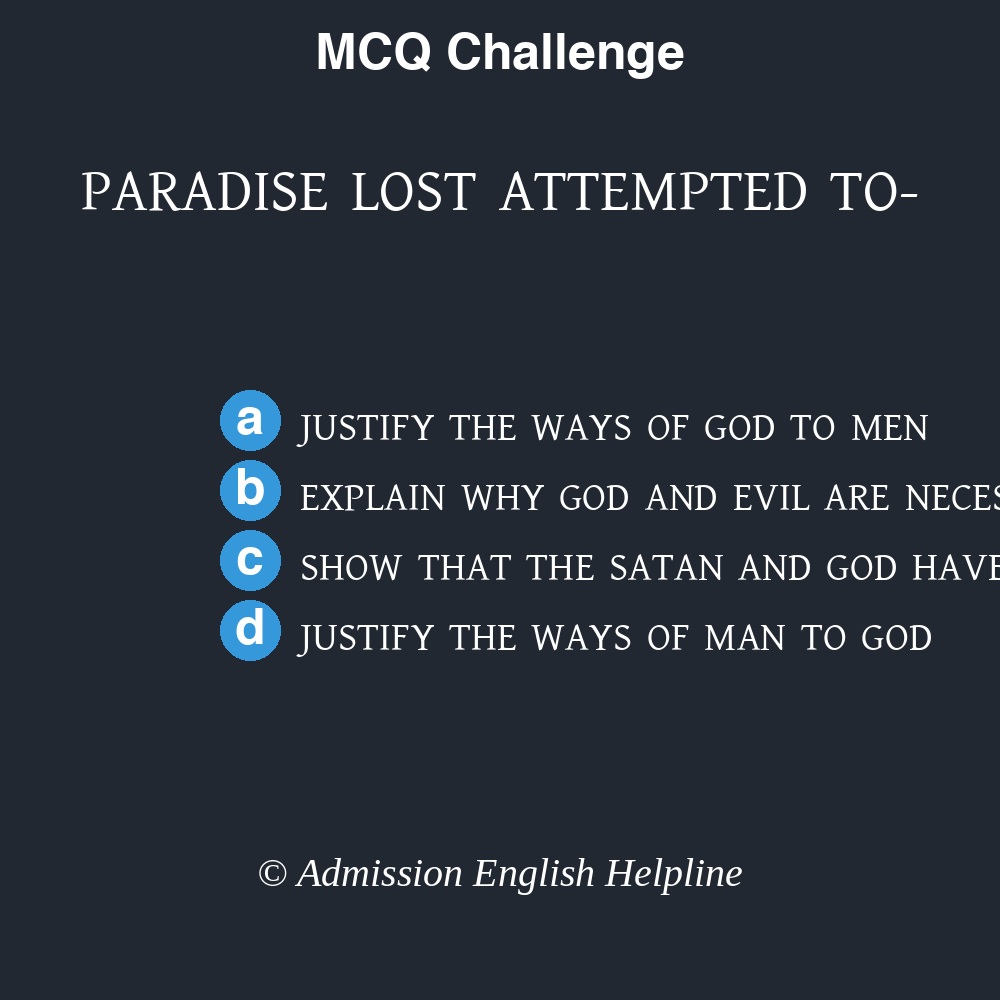 MCQ Challenge
PARADISE LOST ATTEMPTED TO-
a JUSTIFY THE WAYS OF GOD TO MEN
b EXPLAIN WHY GOD AND EVIL ARE
c SHOW THAT THE SATAN AND GOD HAVE
d JUSTIFY THE WAYS OF MAN TO GOD
© Admission English Helpline